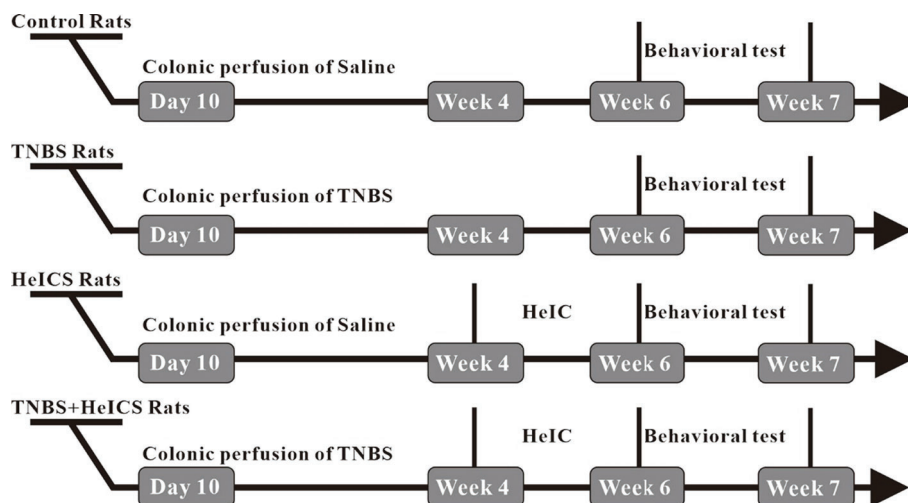 Control Rats
Behavioral test
Colonic perfusion of Saline
Day 10 Week 4 Week 6 Week 7
TNBS Rats
Behavioral test
Colonic perfusion of TNBS
Day 10 Week 4 Week 6 Week 7
HeICS Rats
HeIC Behavioral test
Colonic perfusion of Saline
Day 10 Week 4 Week 6 Week 7
TNBS+HeICS Rats
HeIC Behavioral test
Colonic perfusion of TNBS
Day 10 Week 4 Week 6 Week 7